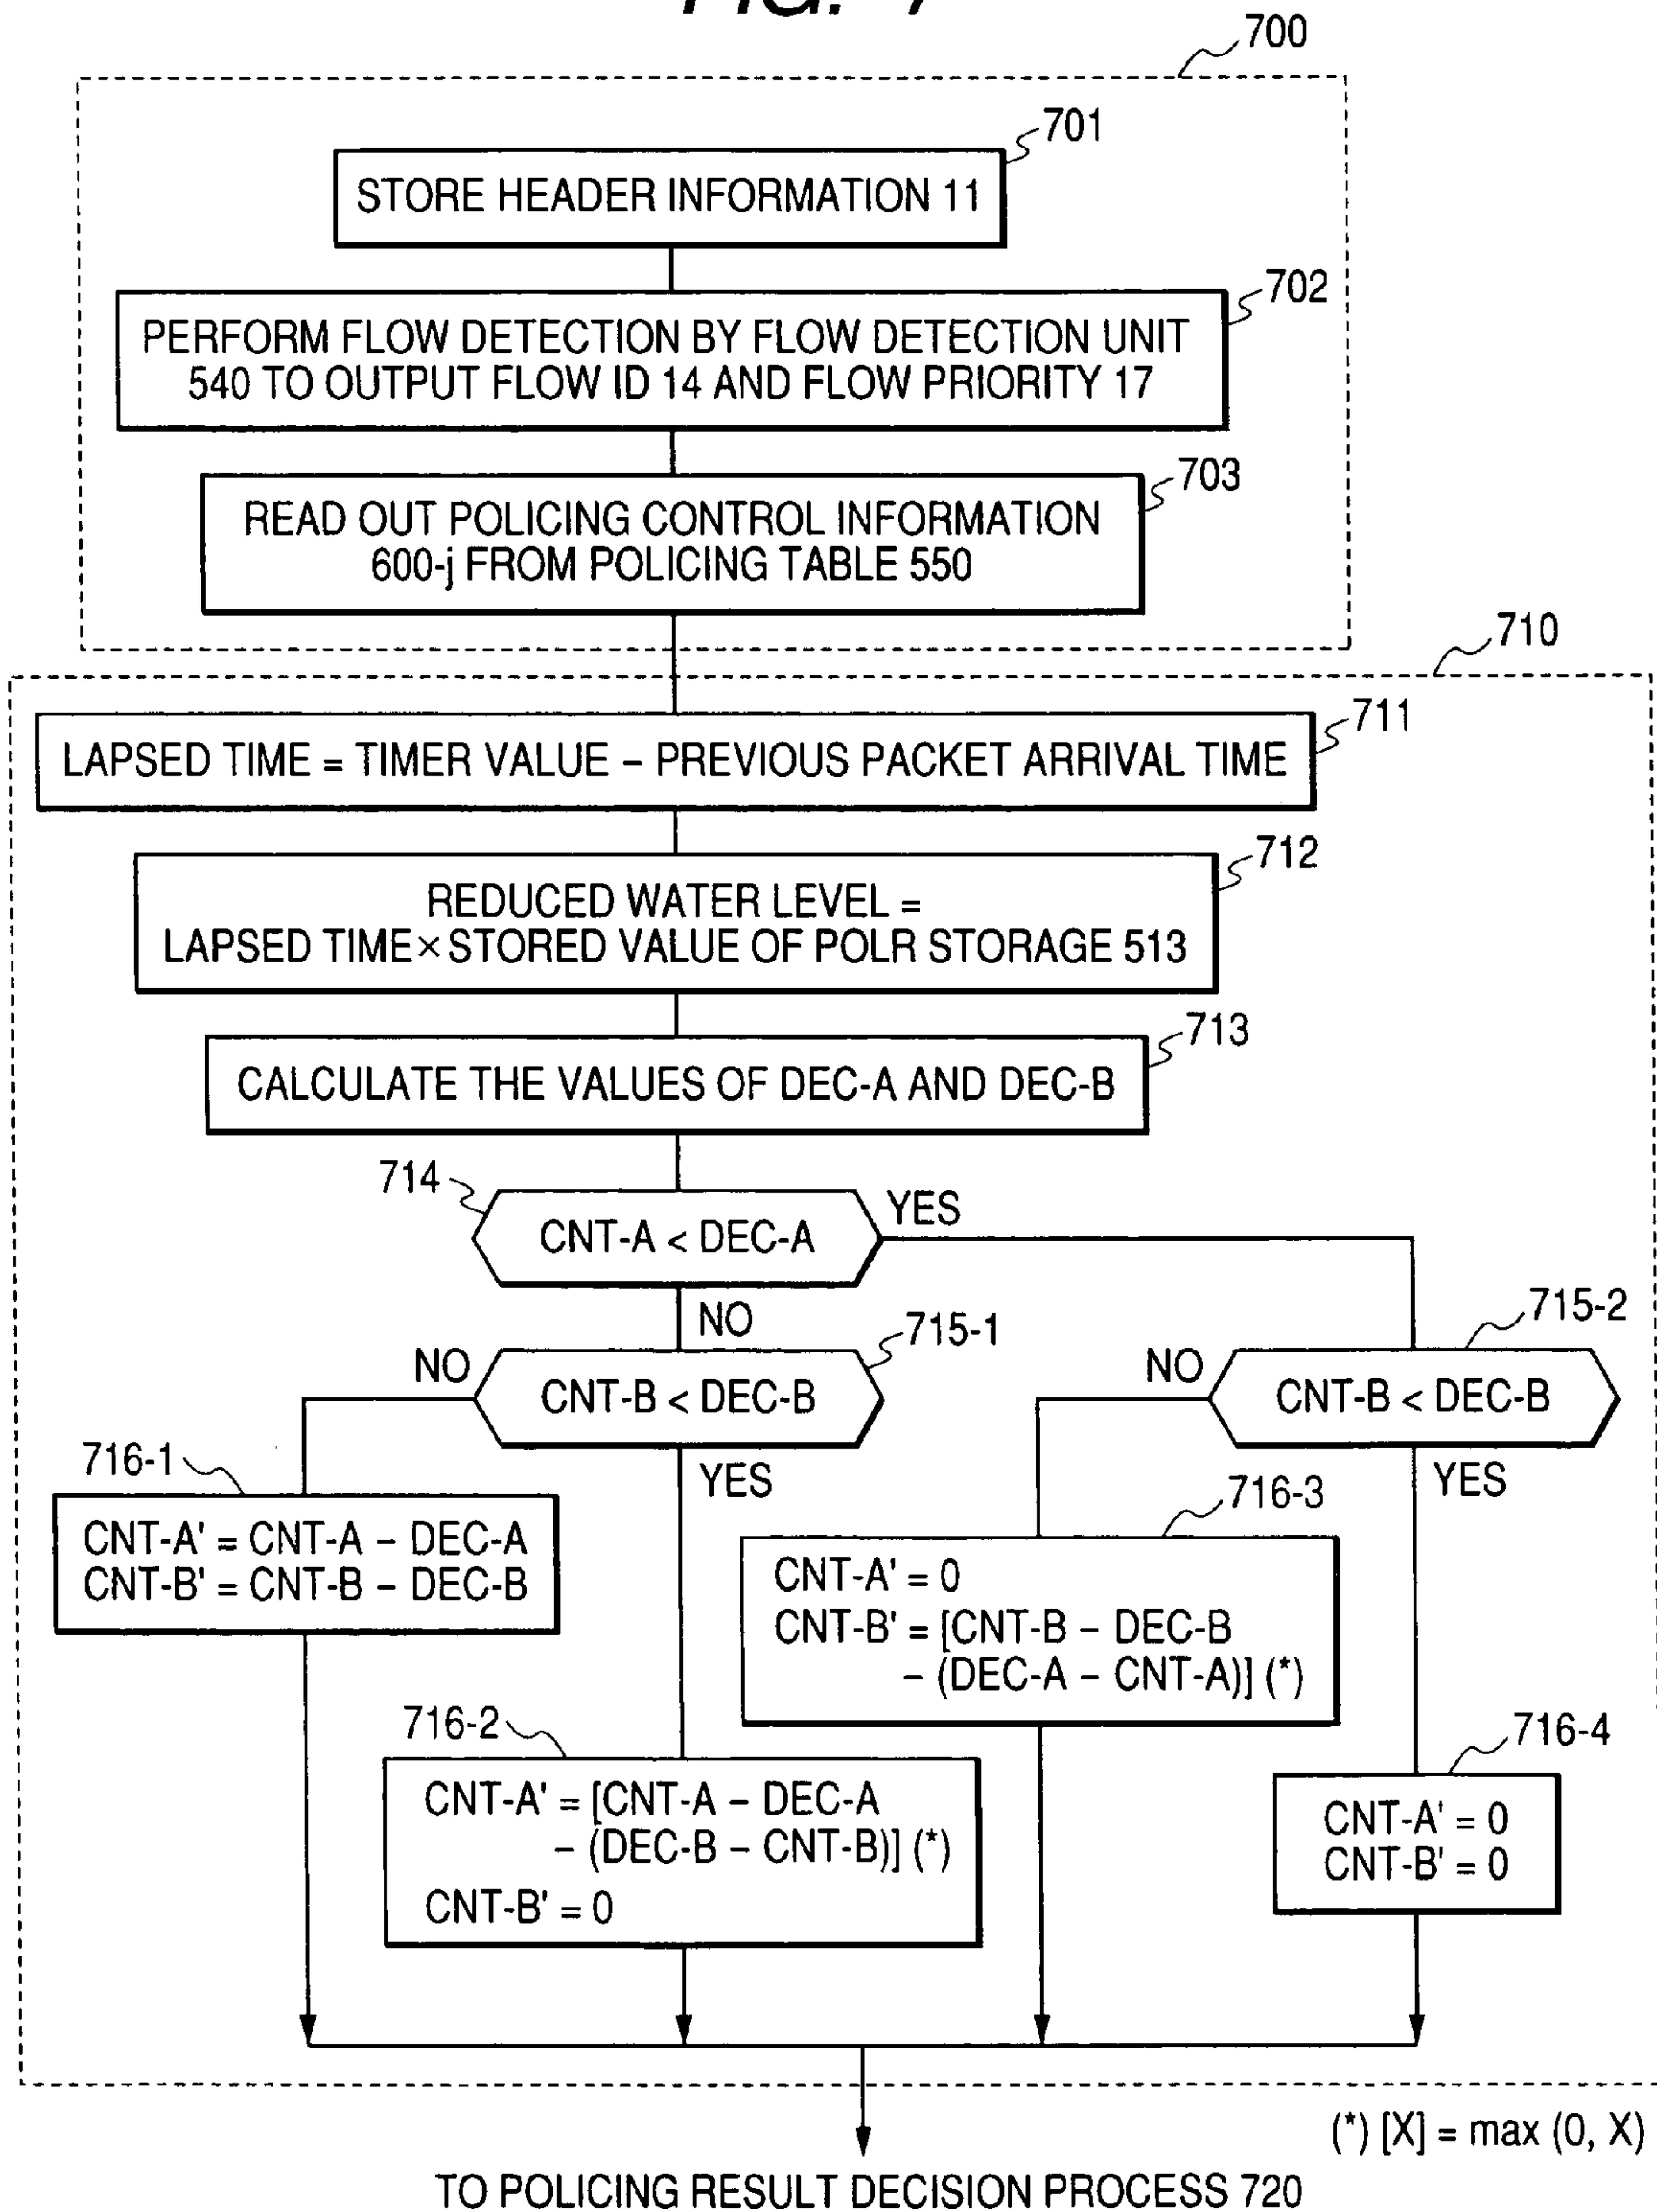 FIG. 7
700
701
STORE HEADER INFORMATION 11
702
PERFORM FLOW DETECTION BY FLOW DETECTION UNIT
540 TO OUTPUT FLOW ID 14 AND FLOW PRIORITY 17
703
READ OUT POLICING CONTROL INFORMATION
600-j FROM POLICING TABLE 550
710
711
LAPSED TIME = TIMER VALUE – PREVIOUS PACKET ARRIVAL TIME
712
REDUCED WATER LEVEL =
LAPSED TIME × STORED VALUE OF POLR STORAGE 513
713
CALCULATE THE VALUES OF DEC-A AND DEC-B
714
CNT-A < DEC-A
YES
NO
715-1
NO
CNT-B < DEC-B
YES
715-2
NO
CNT-B < DEC-B
YES
716-1
CNT-A' = CNT-A – DEC-A
CNT-B' = CNT-B – DEC-B
716-3
CNT-A' = 0
CNT-B' = [CNT-B – DEC-B
– (DEC-A – CNT-A)] (*)
716-2
CNT-A' = [CNT-A – DEC-A
– (DEC-B – CNT-B)] (*)
CNT-B' = 0
716-4
CNT-A' = 0
CNT-B' = 0
(*) [X] = max (0, X)
TO POLICING RESULT DECISION PROCESS 720